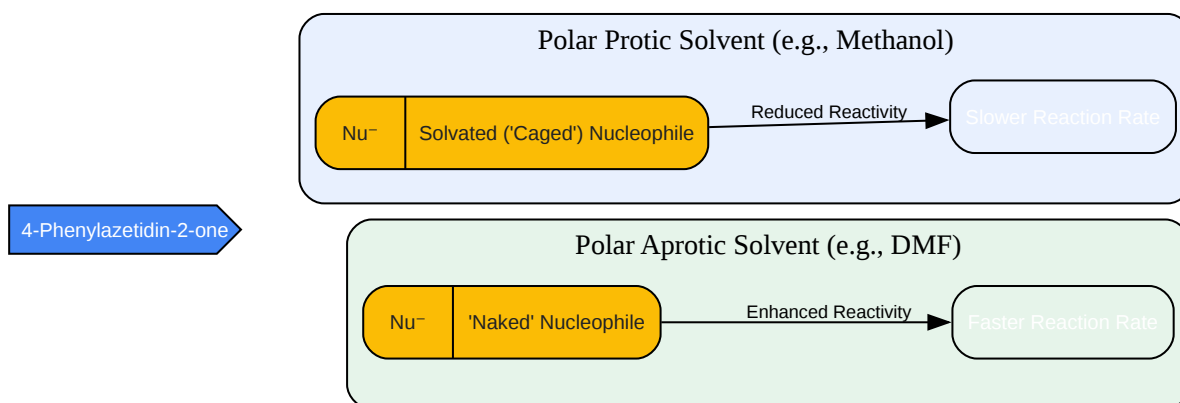 Polar Protic Solvent (e.g., Methanol)
Nu⁻
Solvated ('Caged') Nucleophile
Reduced Reactivity
Slower Reaction Rate
4-Phenylazetidin-2-one
Polar Aprotic Solvent (e.g., DMF)
Nu⁻
'Naked' Nucleophile
Enhanced Reactivity
Faster Reaction Rate